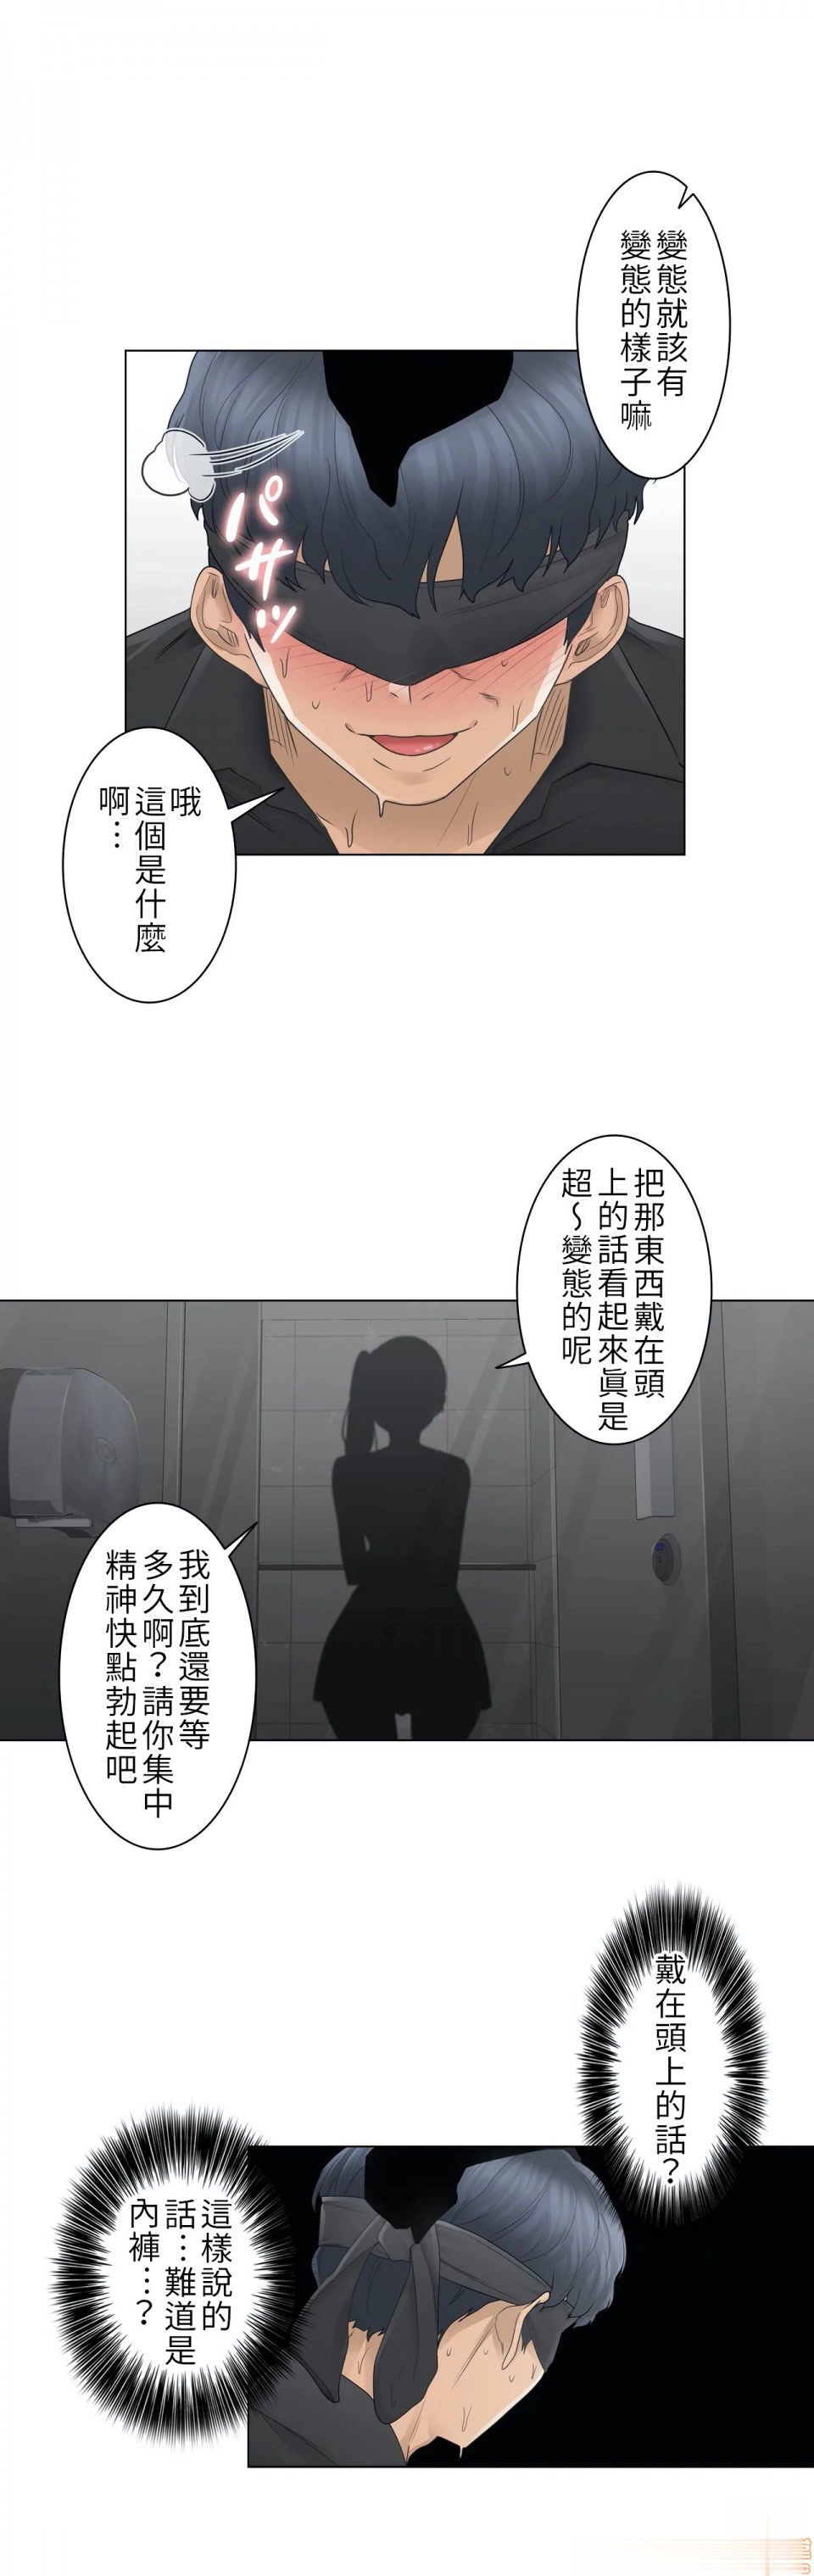 變態就該有
變態的樣子嘛
パサッ
哦
這個是什麼
啊…
把那東西戴在頭
上的話看起來眞是
超～變態的呢
我到底還要等
多久啊？請你集中
精神快點勃起吧
戴在頭上的話？
這樣說的
話…難道是
內褲…？